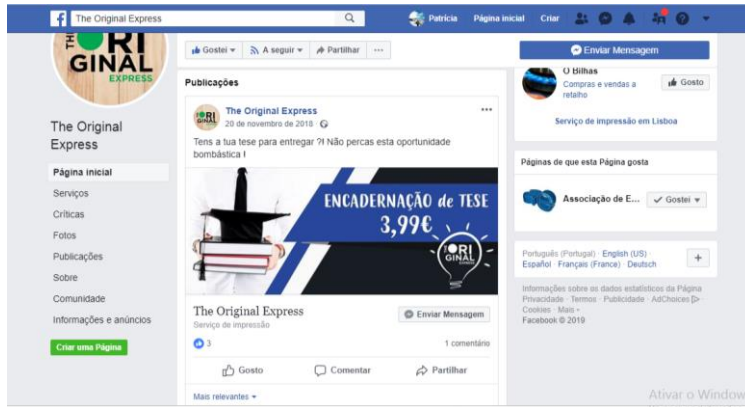 The Original Express
Patrícia
Página inicial
Criar
THE
ORI
GINAL
EXPRESS
The Original
Express
Página inicial
Serviços
Críticas
Fotos
Publicações
Sobre
Comunidade
Informações e anúncios
Criar uma Página
Gostei
A seguir
Partilhar
Publicações
The Original Express
20 de novembro de 2018
Tens a tua tese para entregar ?! Não percas esta oportunidade
bombástica !
ENCADERNAÇÃO de TESE
3,99€
ORI
GINAL
The Original Express
Serviço de impressão
Enviar Mensagem
3
1 comentário
Gosto
Comentar
Partilhar
Mais relevantes
Enviar Mensagem
O Bilhas
Compras e vendas a
retalho
Gosto
Serviço de impressão em Lisboa
Páginas de que esta Página gosta
Associação de E...
Gostei
Português (Portugal) · English (US) ·
Español · Français (France) · Deutsch
Informações sobre os dados estatísticos da Página
Privacidade · Termos · Publicidade · AdChoices ·
Cookies · Mais
Facebook © 2019
Ativar o Window